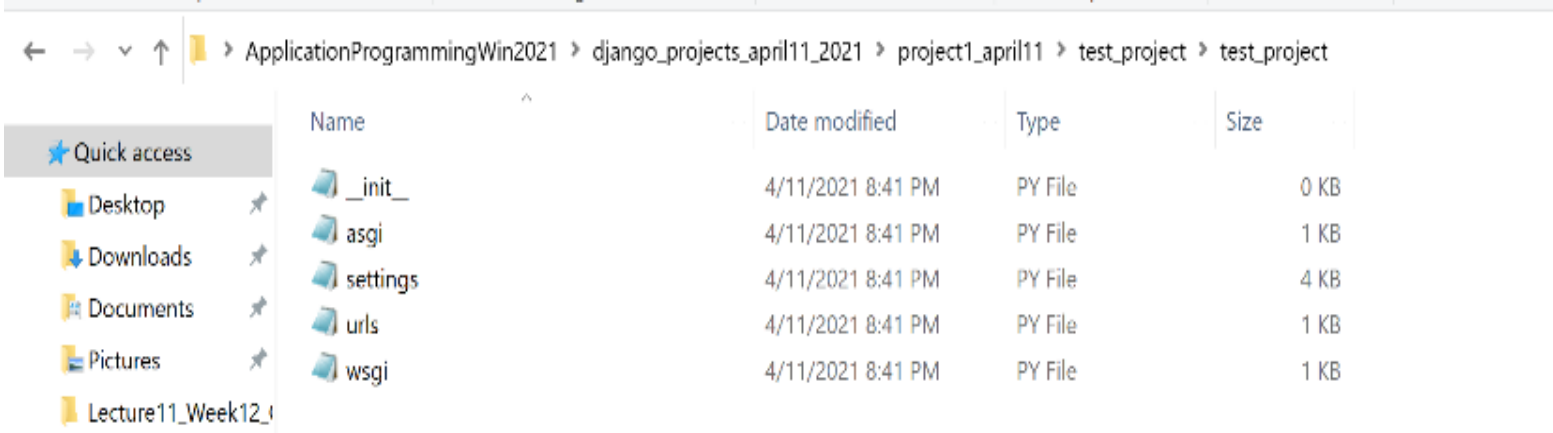 ApplicationProgrammingWin2021 > django_projects_april11_2021 > project1_april11 > test_project > test_project
Name Date modified Type Size
Quick access
__init__ 4/11/2021 8:41 PM PY File 0 KB
Desktop
asgi 4/11/2021 8:41 PM PY File 1 KB
Downloads
settings 4/11/2021 8:41 PM PY File 4 KB
Documents
urls 4/11/2021 8:41 PM PY File 1 KB
Pictures
wsgi 4/11/2021 8:41 PM PY File 1 KB
Lecture11_Week12_